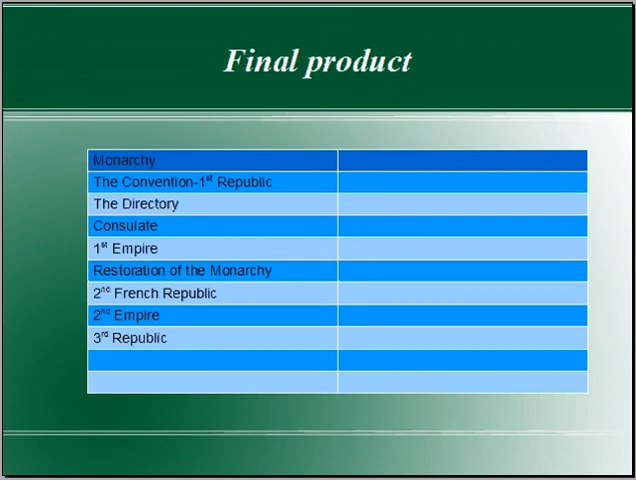 Final product
Monarchy
The Convention-1st Republic
The Directory
Consulate
1st Empire
Restoration of the Monarchy
2nd French Republic
2nd Empire
3rd Republic